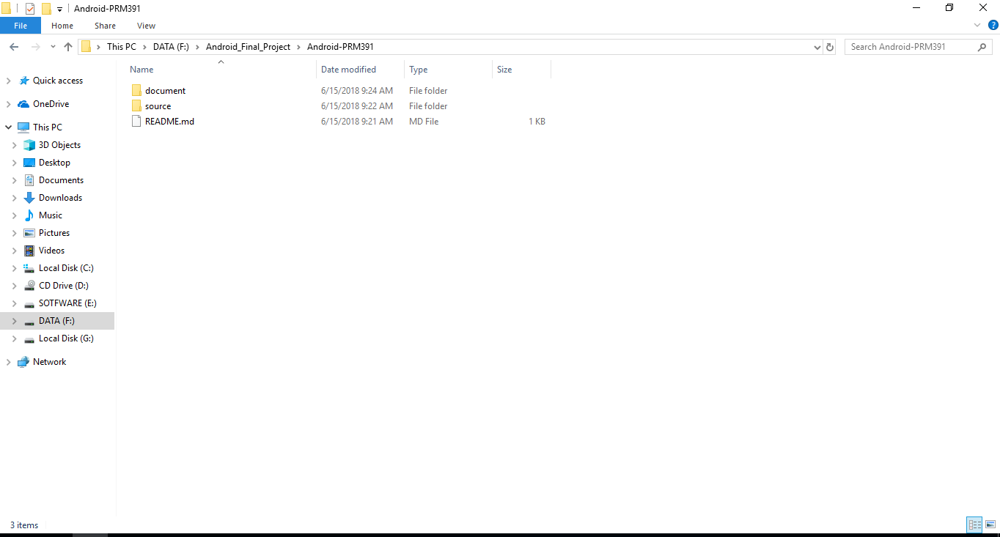 Android-PRM391
File Home Share View
This PC DATA (F:) Android_Final_Project Android-PRM391 Search Android-PRM391
Name Date modified Type Size
Quick access
OneDrive
This PC
3D Objects
Desktop
Documents
Downloads
Music
Pictures
Videos
Local Disk (C:)
CD Drive (D:)
SOTFWARE (E:)
DATA (F:)
Local Disk (G:)
Network
document 6/15/2018 9:24 AM File folder
source 6/15/2018 9:22 AM File folder
README.md 6/15/2018 9:21 AM MD File 1 KB
3 items